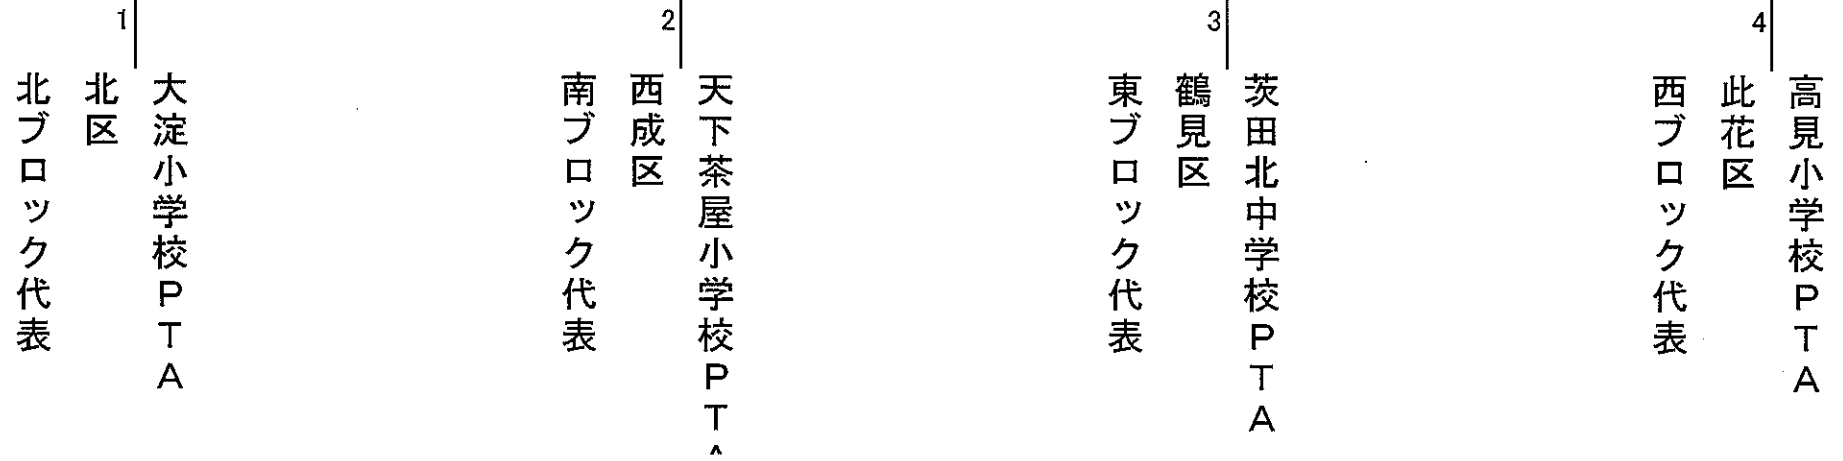 1
大淀小学校PTA
北区
北ブロック代表
2
天下茶屋小学校PTA
西成区
南ブロック代表
3
茨田北中学校PTA
鶴見区
東ブロック代表
4
高見小学校PTA
此花区
西ブロック代表